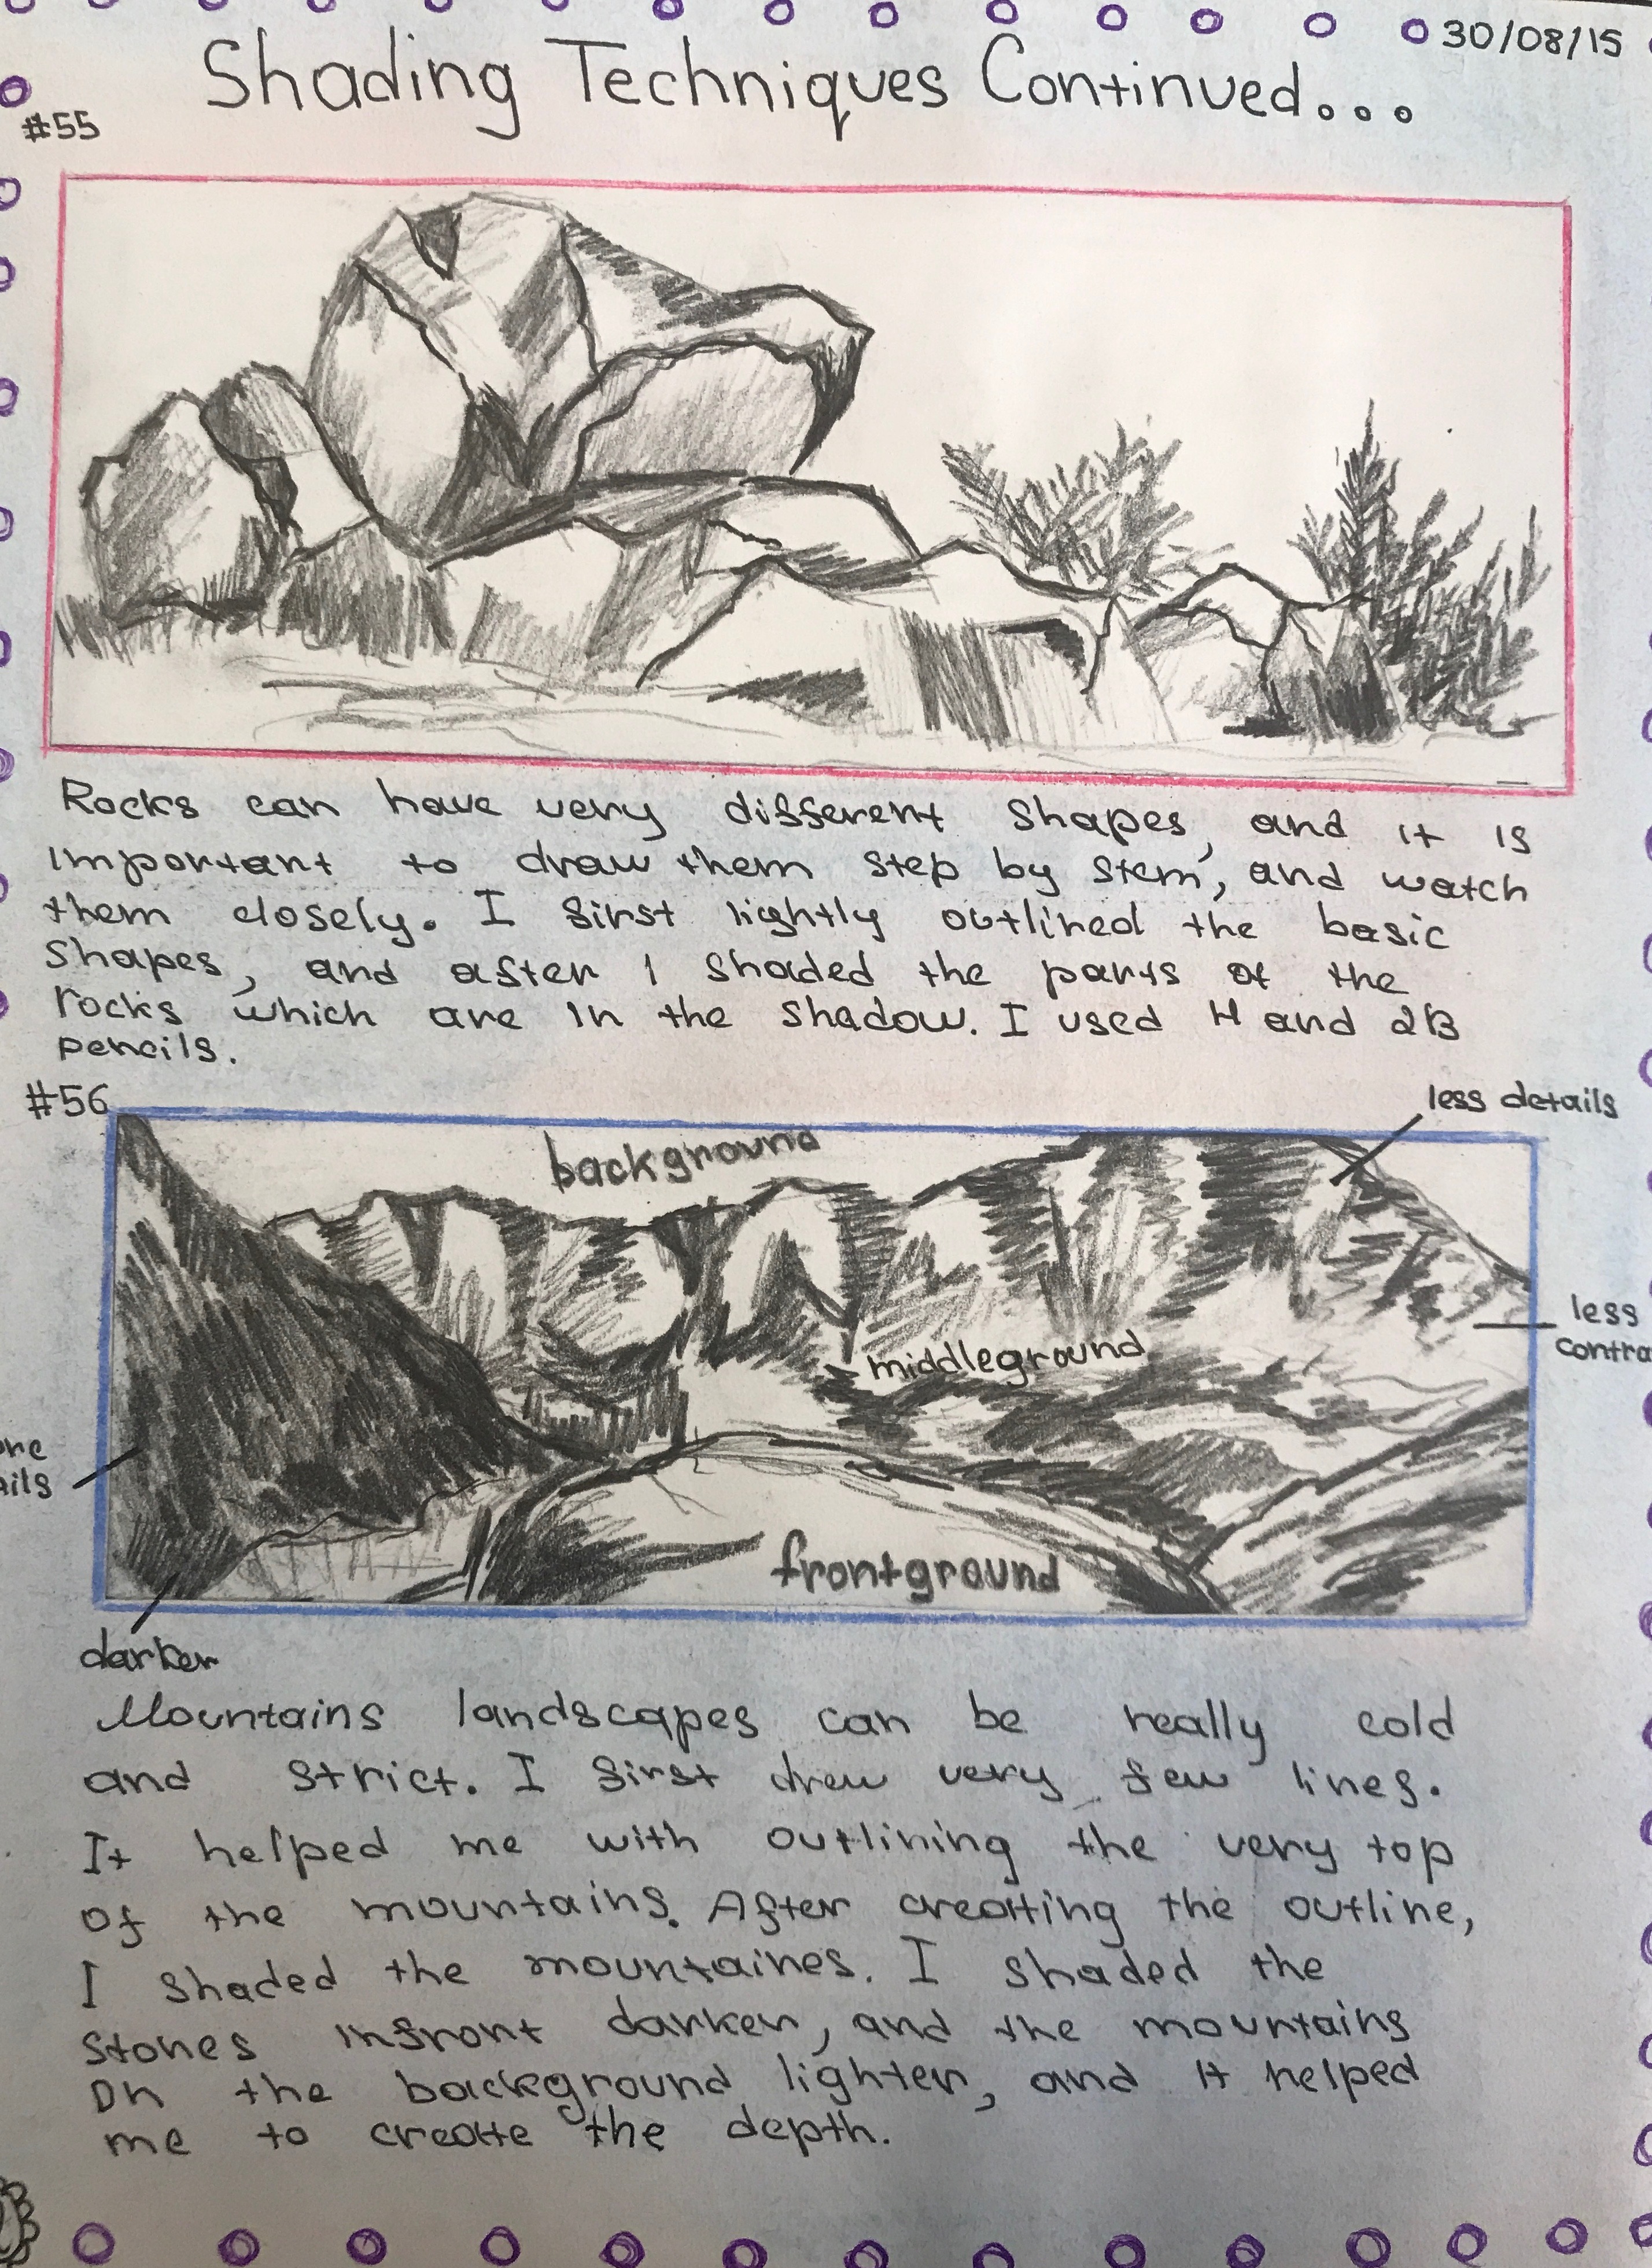 30/08/15
Shading Techniques Continued...
#55
Rocks can have very different shapes, and it is
important to draw them step by stem, and watch
them closely. I first lightly outlined the basic
shapes, and after I shaded the parts of the
rocks which are in the shadow. I used H and 2B
pencils.
#56
less details
background
less
contra
middleground
ails
frontground
darker
Mountains landscapes can be really cold
and strict. I first drew very few lines.
It helped me with outlining the very top
of the mountains. After creating the outline,
I shaded the mountaines. I shaded the
stones infront darker, and the mountains
on the background lighter, and it helped
me to create the depth.